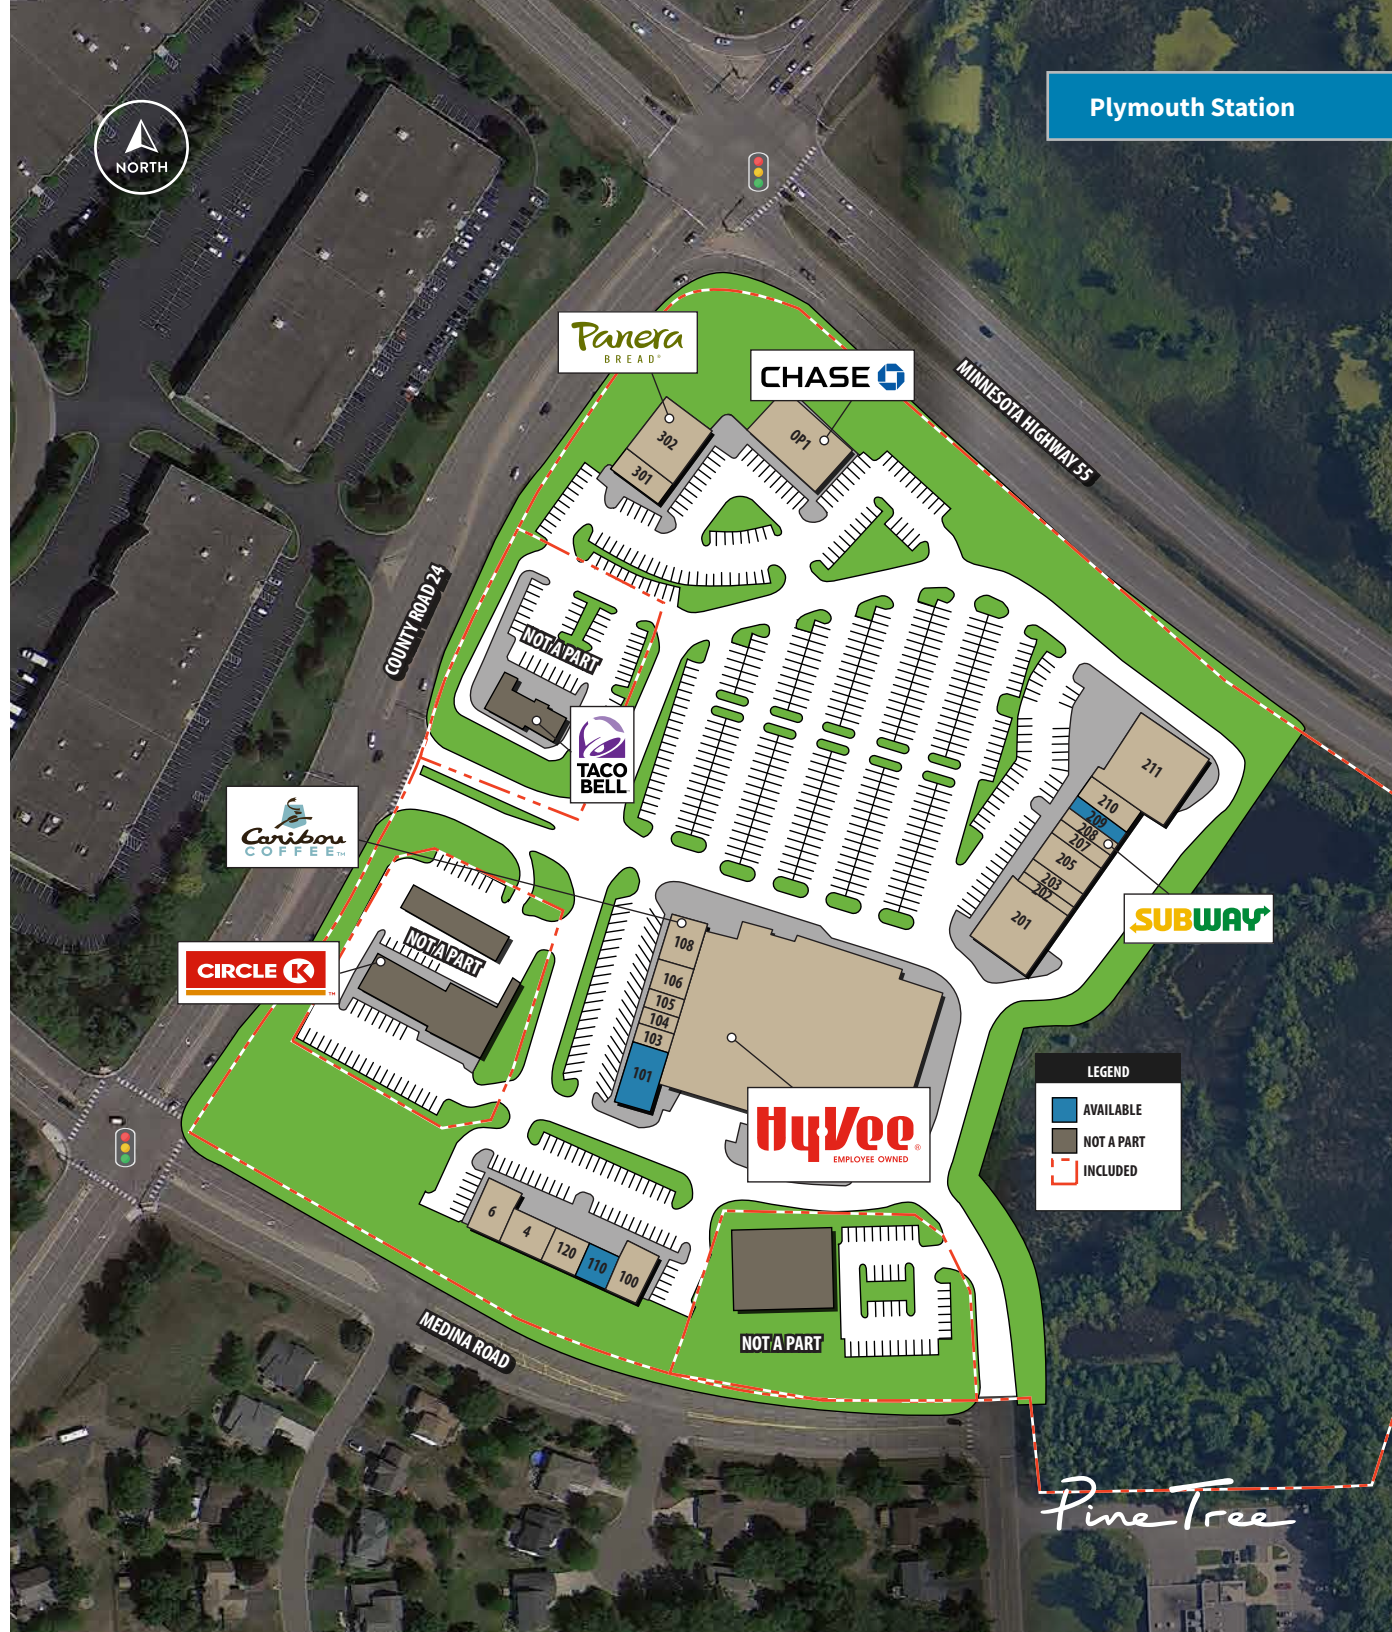 Plymouth Station
NORTH
Panera
BREAD®
CHASE
MINNESOTA HIGHWAY 55
302
301
OP1
COUNTY ROAD 24
NOT A PART
TACO
BELL
211
210
209
208
207
205
203
202
201
Caribou
COFFEE™
SUBWAY
CIRCLE K™
NOT A PART
108
106
105
104
103
101
HyVee®
EMPLOYEE OWNED
LEGEND
AVAILABLE
NOT A PART
INCLUDED
6
4
120
110
100
NOT A PART
MEDINA ROAD
Pine Tree